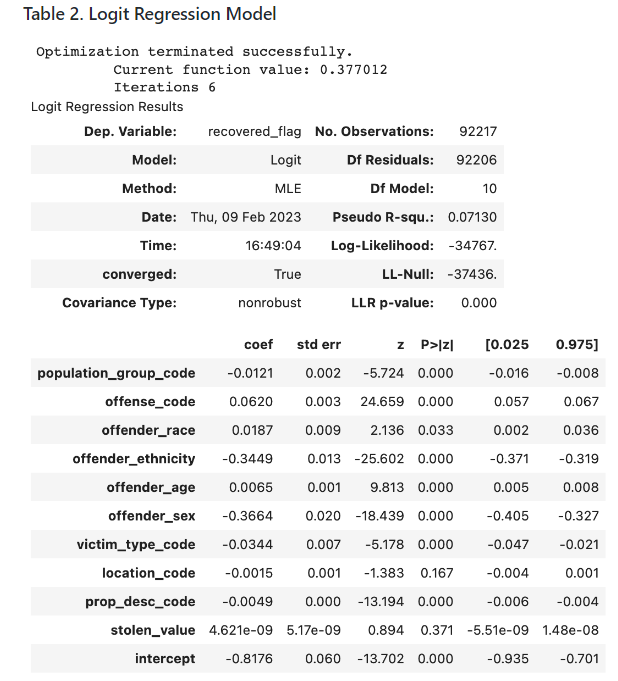 Table 2. Logit Regression Model
Optimization terminated successfully.
Current function value: 0.377012
Iterations 6
Logit Regression Results
Dep. Variable: recovered_flag No. Observations: 92217
Model: Logit Df Residuals: 92206
Method: MLE Df Model: 10
Date: Thu, 09 Feb 2023 Pseudo R-squ.: 0.07130
Time: 16:49:04 Log-Likelihood: -34767.
converged: True LL-Null: -37436.
Covariance Type: nonrobust LLR p-value: 0.000
coef std err z P>|z| [0.025 0.975]
population_group_code -0.0121 0.002 -5.724 0.000 -0.016 -0.008
offense_code 0.0620 0.003 24.659 0.000 0.057 0.067
offender_race 0.0187 0.009 2.136 0.033 0.002 0.036
offender_ethnicity -0.3449 0.013 -25.602 0.000 -0.371 -0.319
offender_age 0.0065 0.001 9.813 0.000 0.005 0.008
offender_sex -0.3664 0.020 -18.439 0.000 -0.405 -0.327
victim_type_code -0.0344 0.007 -5.178 0.000 -0.047 -0.021
location_code -0.0015 0.001 -1.383 0.167 -0.004 0.001
prop_desc_code -0.0049 0.000 -13.194 0.000 -0.006 -0.004
stolen_value 4.621e-09 5.17e-09 0.894 0.371 -5.51e-09 1.48e-08
intercept -0.8176 0.060 -13.702 0.000 -0.935 -0.701